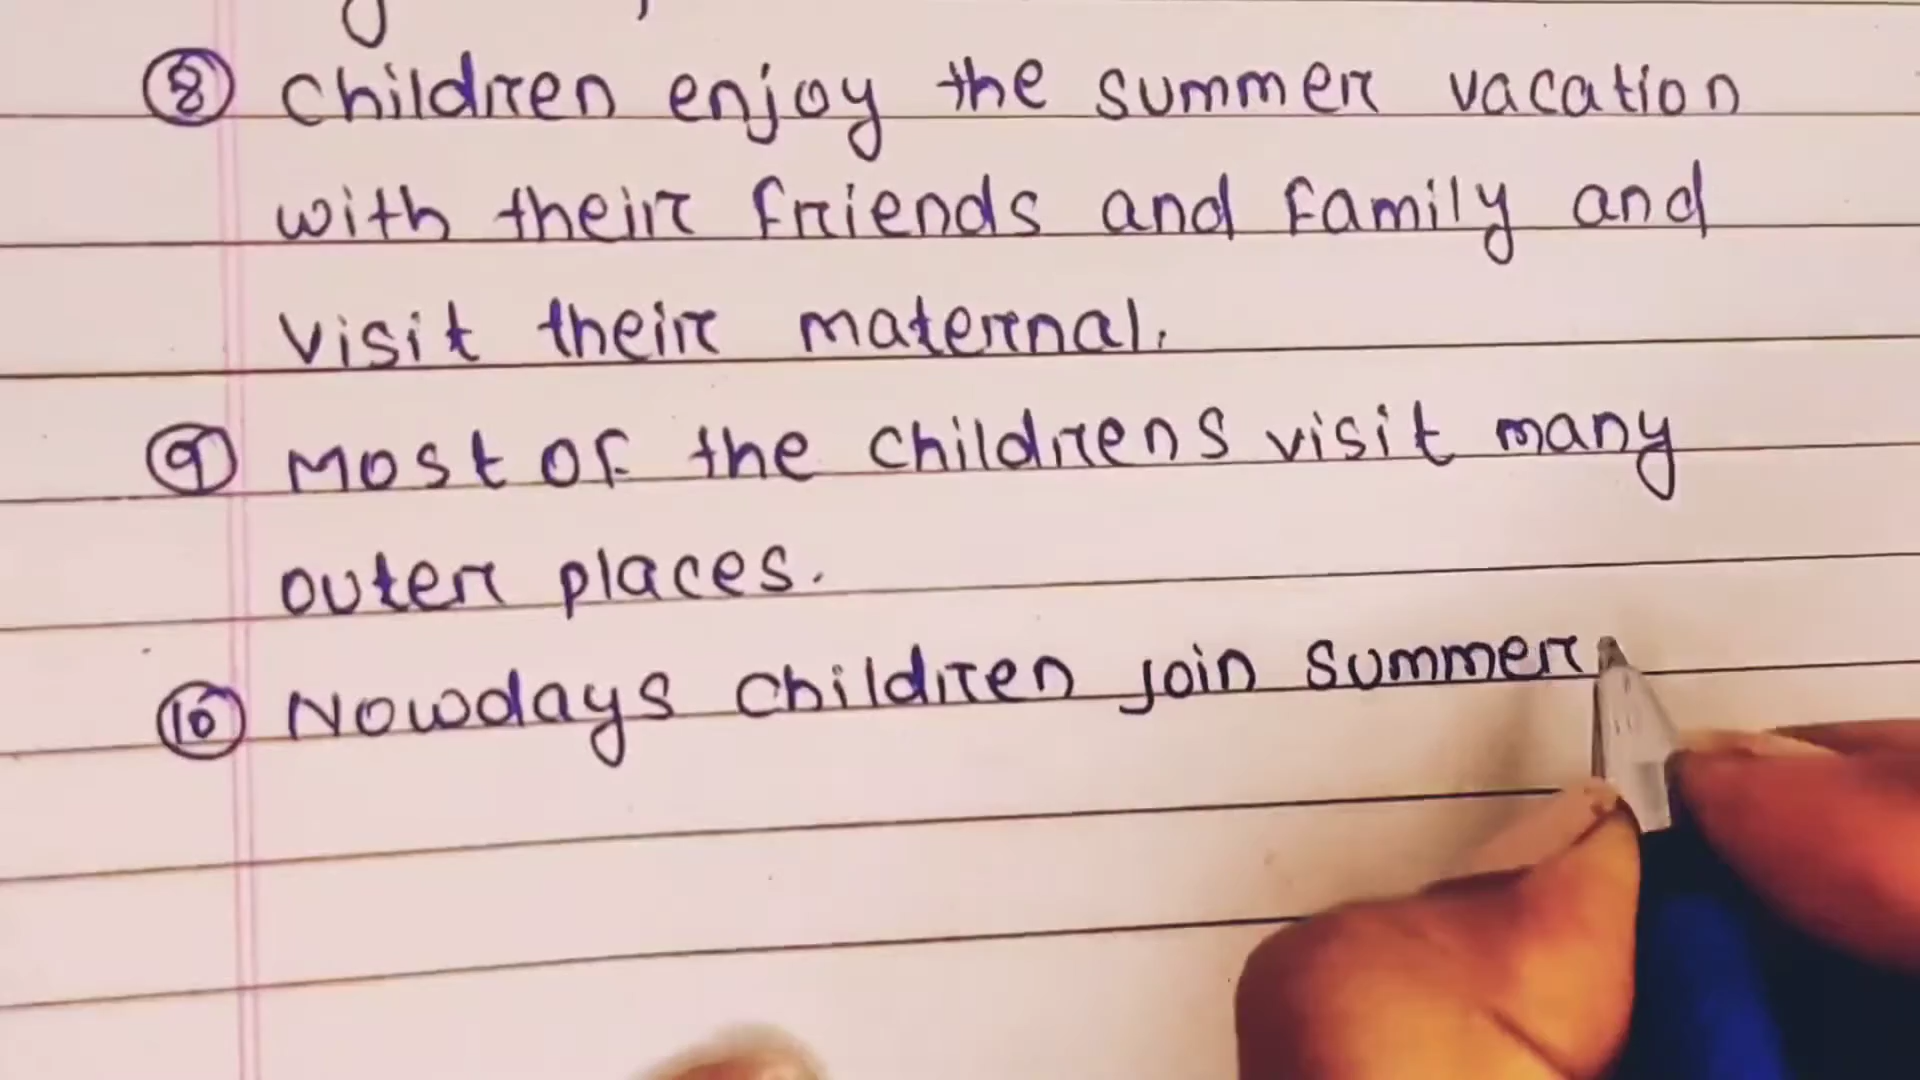 ⑧ Children enjoy the summer vacation
with their friends and family and
visit their maternal.
⑨ Most of the childrens visit many
outer places.
⑩ Nowdays children join summer